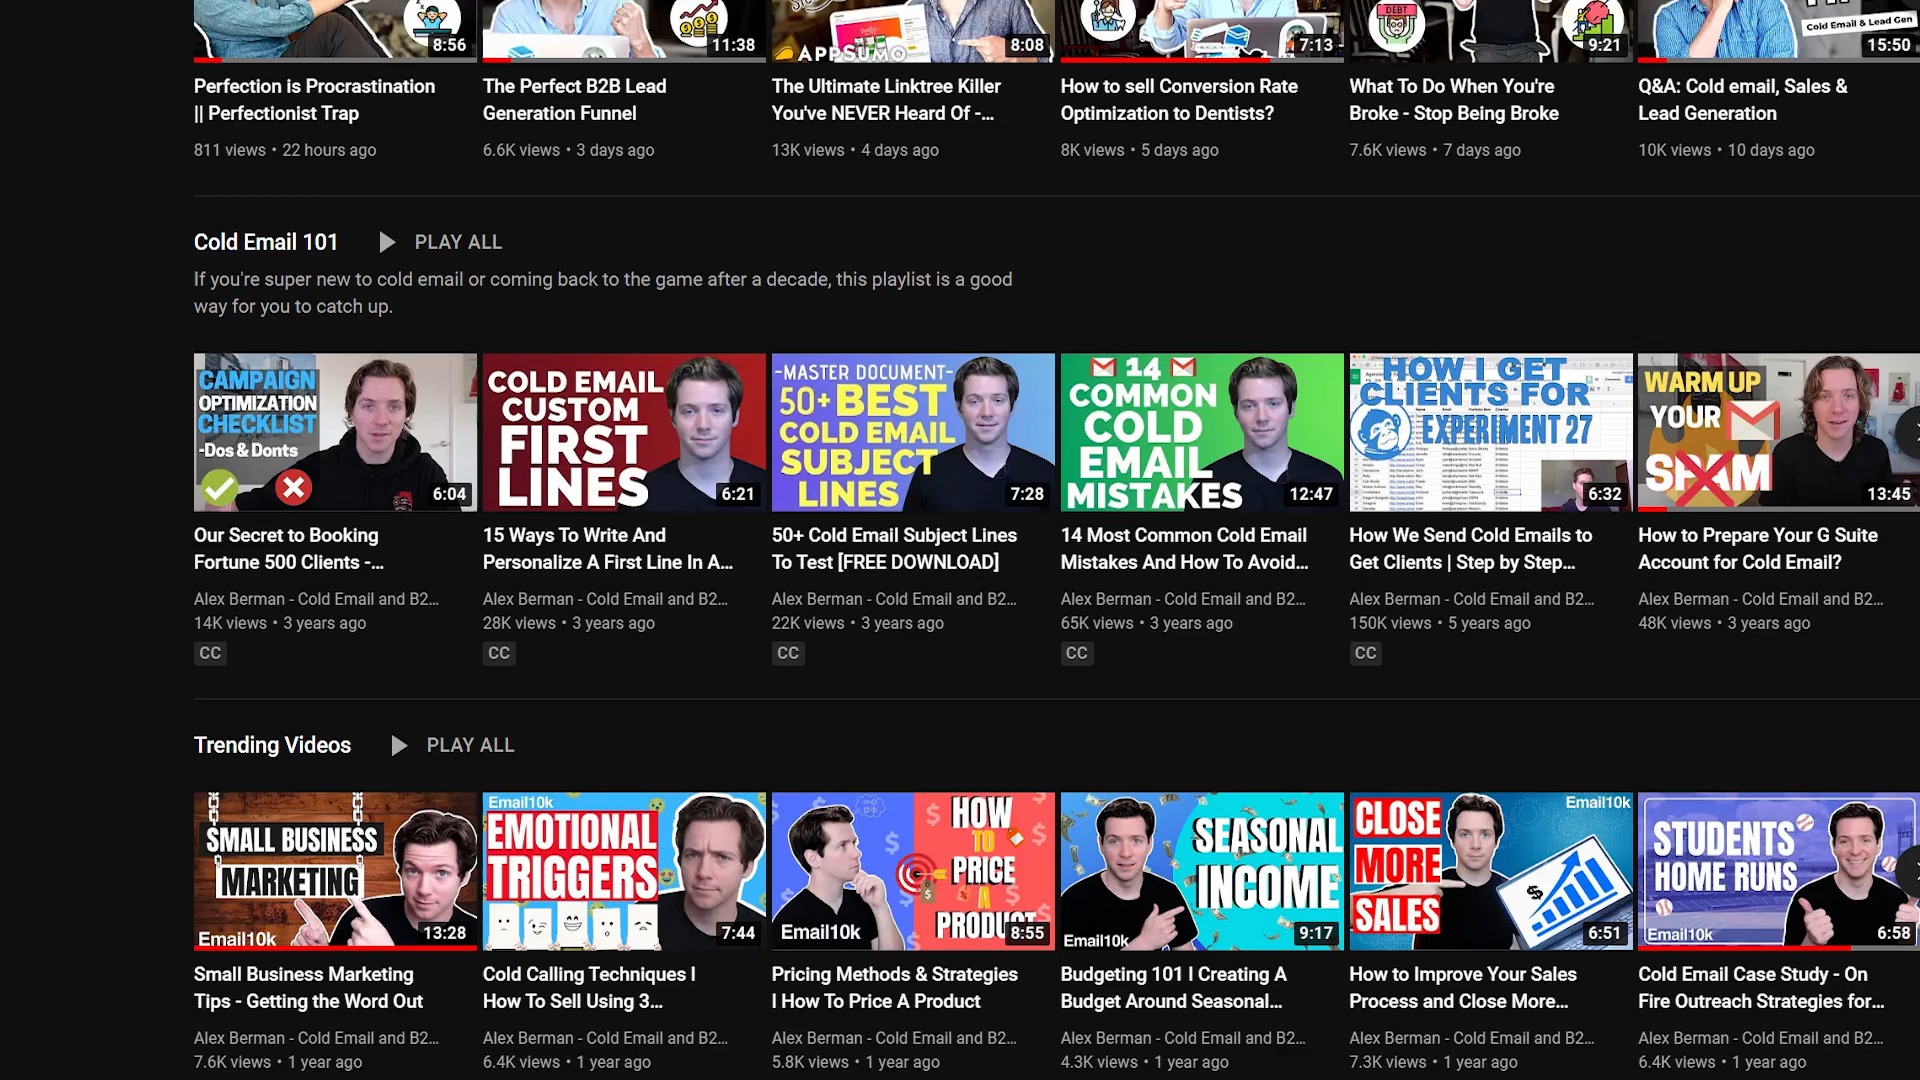 8:56
11:38
APPSUMO
8:08
7:13
DEBT
9:21
Cold Email & Lead Gen
15:50
Perfection is Procrastination
|| Perfectionist Trap
811 views • 22 hours ago
The Perfect B2B Lead
Generation Funnel
6.6K views • 3 days ago
The Ultimate Linktree Killer
You've NEVER Heard Of -...
13K views • 4 days ago
How to sell Conversion Rate
Optimization to Dentists?
8K views • 5 days ago
What To Do When You're
Broke - Stop Being Broke
7.6K views • 7 days ago
Q&A: Cold email, Sales &
Lead Generation
10K views • 10 days ago
Cold Email 101
PLAY ALL
If you're super new to cold email or coming back to the game after a decade, this playlist is a good
way for you to catch up.
CAMPAIGN
OPTIMIZATION
CHECKLIST
-Dos & Donts
6:04
COLD EMAIL
CUSTOM
FIRST
LINES
6:21
-MASTER DOCUMENT-
50+ BEST
COLD EMAIL
SUBJECT
LINES
7:28
14
COMMON
COLD
EMAIL
MISTAKES
12:47
HOW I GET
CLIENTS FOR
EXPERIMENT 27
6:32
WARM UP
YOUR
SPAM
13:45
Our Secret to Booking
Fortune 500 Clients -...
Alex Berman - Cold Email and B2...
14K views • 3 years ago
CC
15 Ways To Write And
Personalize A First Line In A...
Alex Berman - Cold Email and B2...
28K views • 3 years ago
CC
50+ Cold Email Subject Lines
To Test [FREE DOWNLOAD]
Alex Berman - Cold Email and B2...
22K views • 3 years ago
CC
14 Most Common Cold Email
Mistakes And How To Avoid...
Alex Berman - Cold Email and B2...
65K views • 3 years ago
CC
How We Send Cold Emails to
Get Clients | Step by Step...
Alex Berman - Cold Email and B2...
150K views • 5 years ago
CC
How to Prepare Your G Suite
Account for Cold Email?
Alex Berman - Cold Email and B2...
48K views • 3 years ago
Trending Videos
PLAY ALL
SMALL BUSINESS
MARKETING
Email10k
13:28
Email10k
EMOTIONAL
TRIGGERS
7:44
HOW
TO
PRICE
A
PRODUCT
Email10k
8:55
SEASONAL
INCOME
Email10k
9:17
CLOSE
MORE
SALES
Email10k
6:51
STUDENTS
HOME RUNS
Email10k
6:58
Small Business Marketing
Tips - Getting the Word Out
Alex Berman - Cold Email and B2...
7.6K views • 1 year ago
Cold Calling Techniques I
How To Sell Using 3...
Alex Berman - Cold Email and B2...
6.4K views • 1 year ago
Pricing Methods & Strategies
I How To Price A Product
Alex Berman - Cold Email and B2...
5.8K views • 1 year ago
Budgeting 101 I Creating A
Budget Around Seasonal...
Alex Berman - Cold Email and B2...
4.3K views • 1 year ago
How to Improve Your Sales
Process and Close More...
Alex Berman - Cold Email and B2...
7.3K views • 1 year ago
Cold Email Case Study - On
Fire Outreach Strategies for...
Alex Berman - Cold Email and B2...
6.4K views • 1 year ago